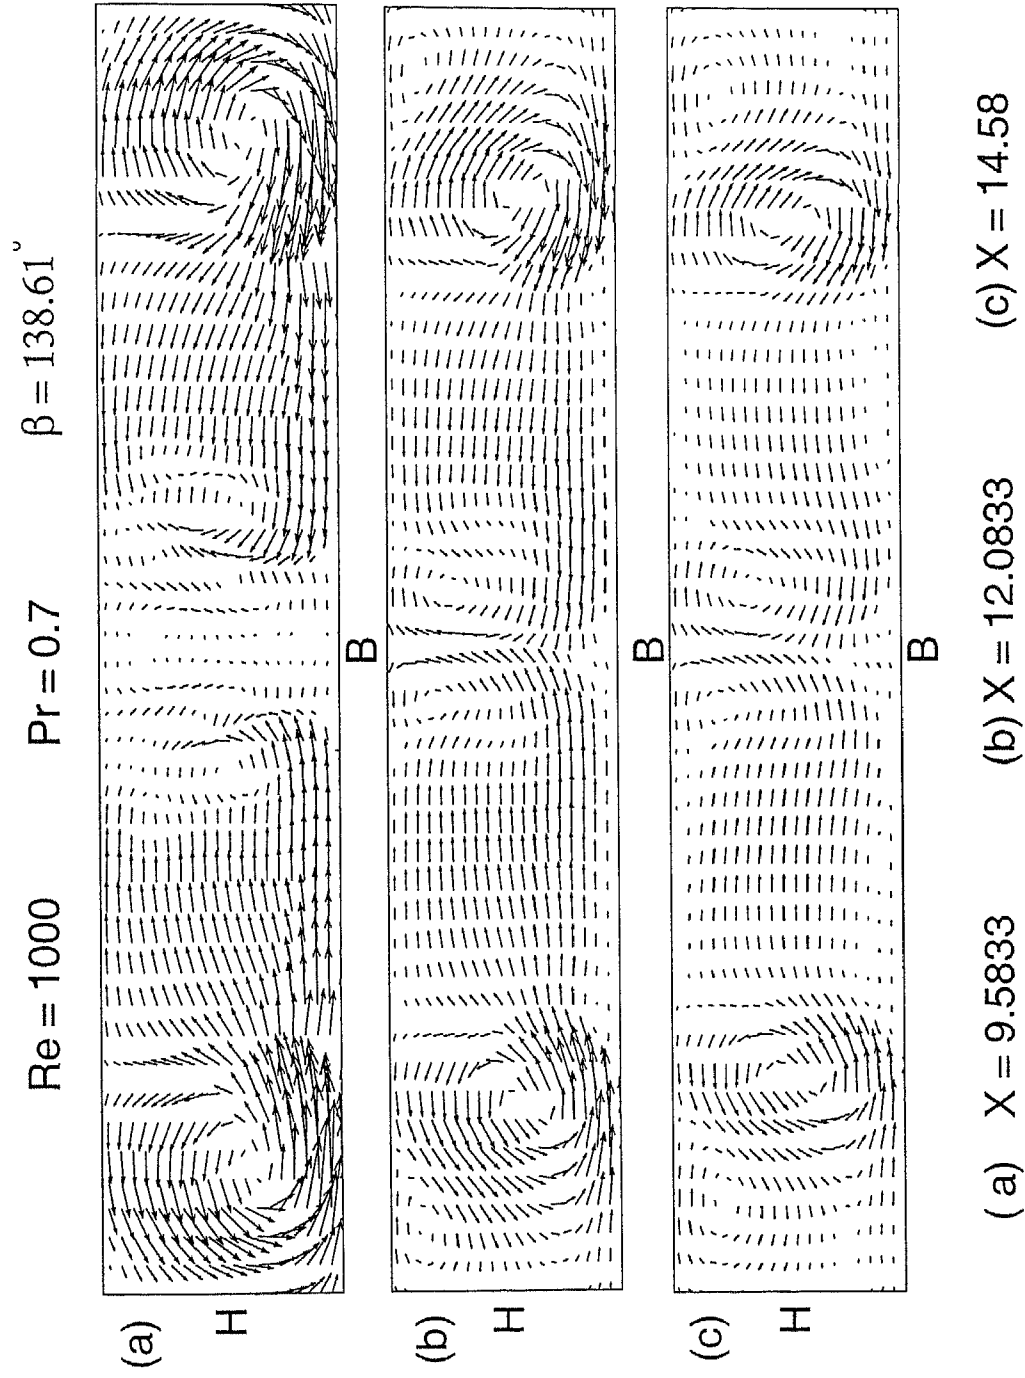 Re = 1000 Pr = 0.7 β = 138.61°
(a)
H
B
(b)
H
B
(c)
H
B
( a) X = 9.5833 (b) X = 12.0833 (c) X = 14.58